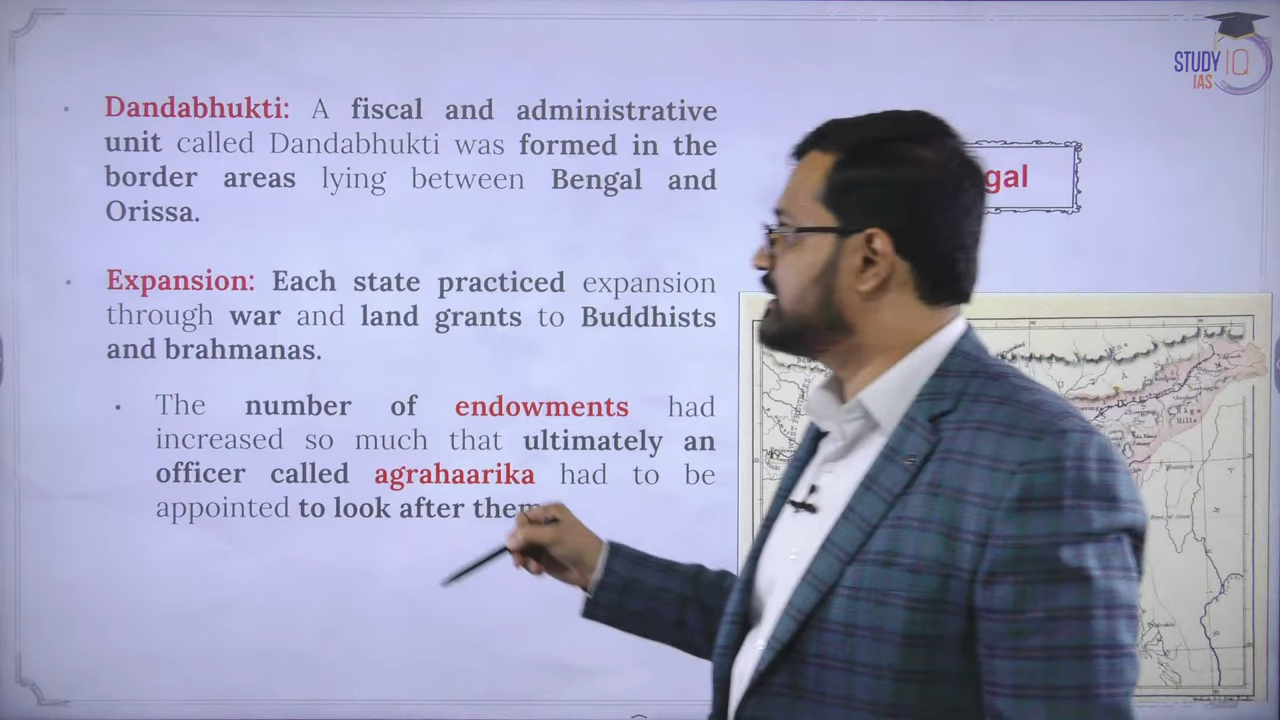 STUDY IQ
IAS
Dandabhukti: A fiscal and administrative
unit called Dandabhukti was formed in the
border areas lying between Bengal and
Orissa.
gal
Expansion: Each state practiced expansion
through war and land grants to Buddhists
and brahmanas.
The number of endowments had
increased so much that ultimately an
officer called agrahaarika had to be
appointed to look after them
Hills